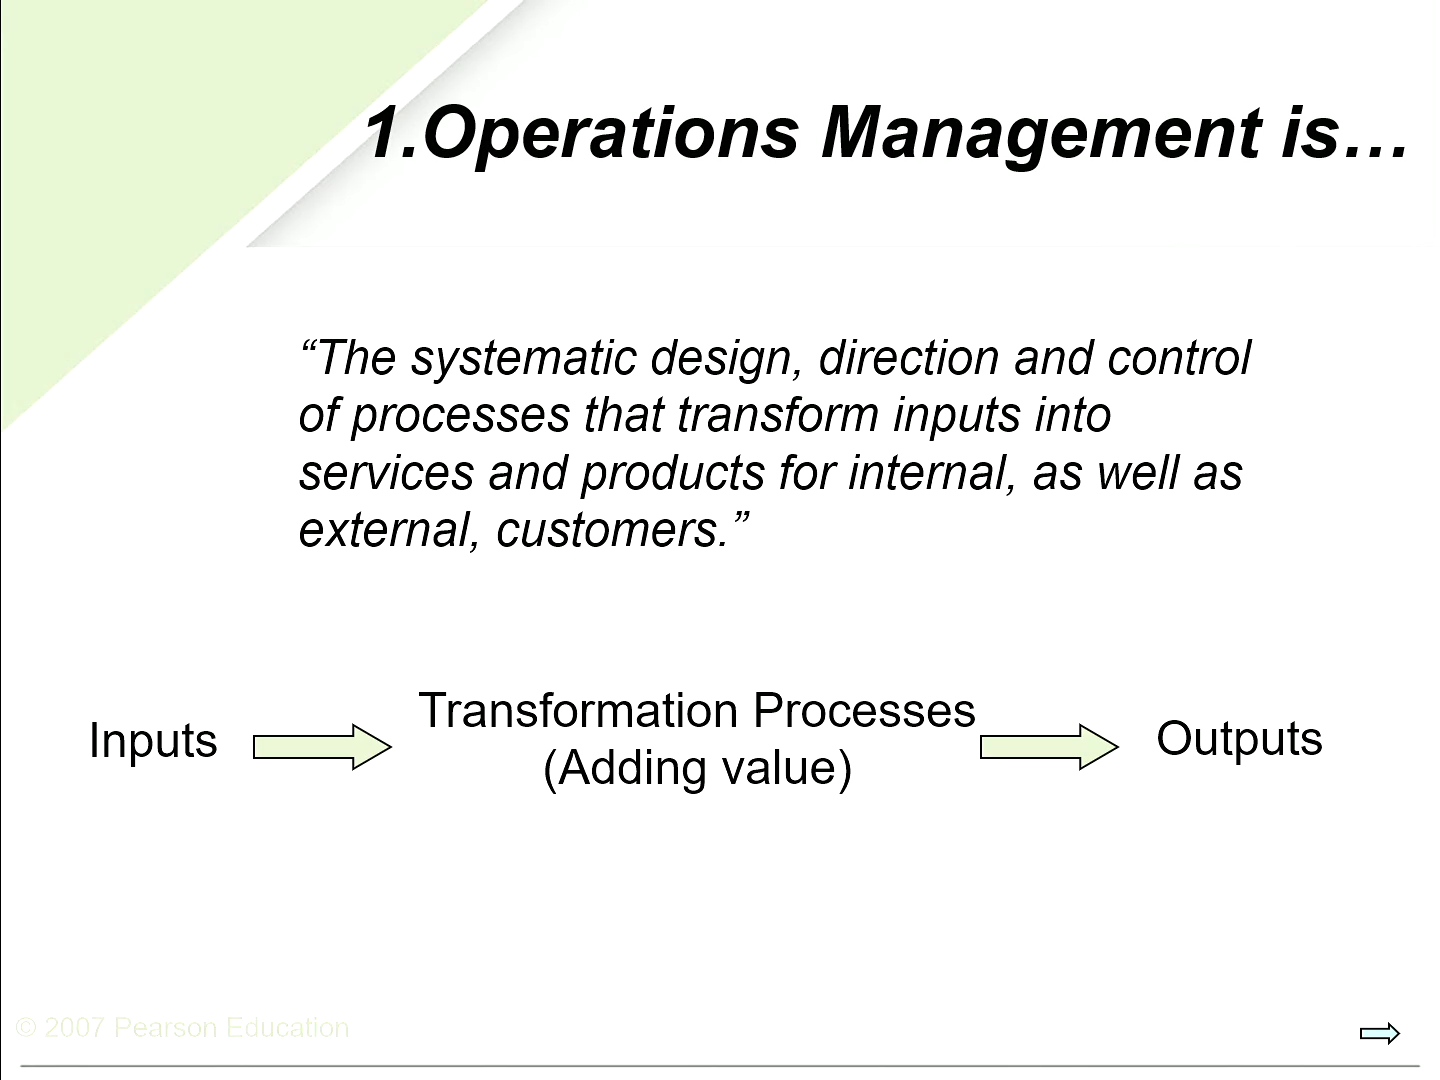 1.Operations Management is…
“The systematic design, direction and control
of processes that transform inputs into
services and products for internal, as well as
external, customers.”
Inputs
Transformation Processes
(Adding value)
Outputs
© 2007 Pearson Education